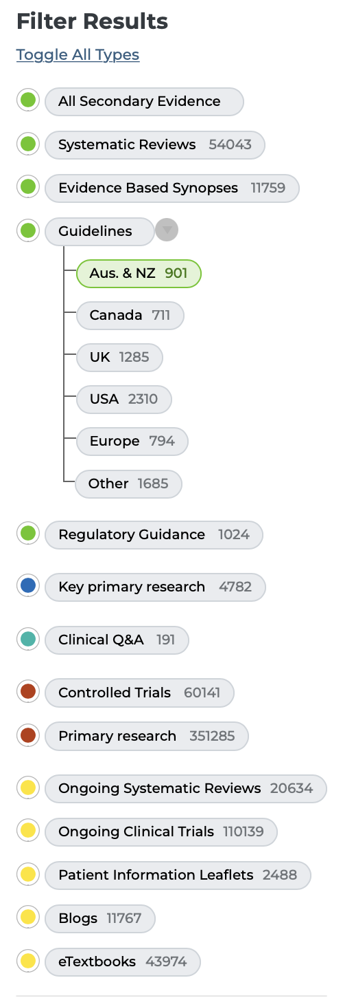 Filter Results
Toggle All Types
All Secondary Evidence
Systematic Reviews 54043
Evidence Based Synopses 11759
Guidelines
Aus. & NZ 901
Canada 711
UK 1285
USA 2310
Europe 794
Other 1685
Regulatory Guidance 1024
Key primary research 4782
Clinical Q&A 191
Controlled Trials 60141
Primary research 351285
Ongoing Systematic Reviews 20634
Ongoing Clinical Trials 110139
Patient Information Leaflets 2488
Blogs 11767
eTextbooks 43974